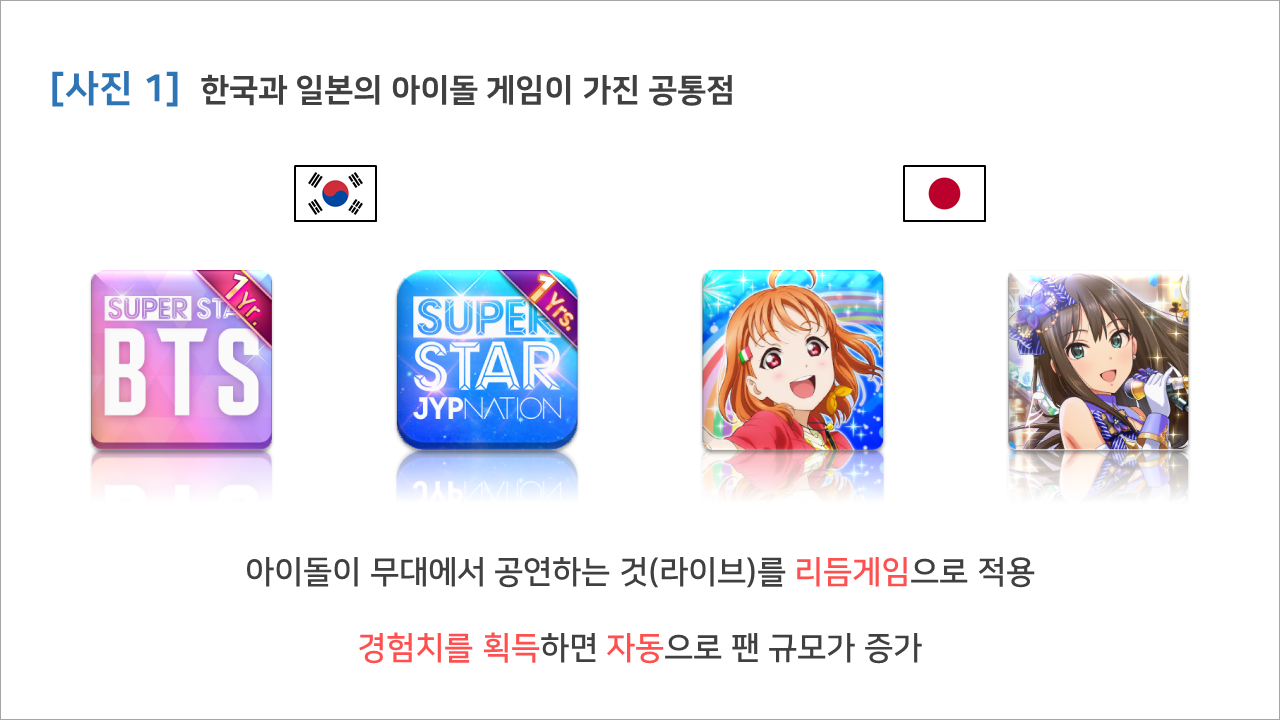 [사진 1] 한국과 일본의 아이돌 게임이 가진 공통점
SUPER STA
1Yr.
BTS
SUPER
1Yrs.
STAR
JYPNATION
아이돌이 무대에서 공연하는 것(라이브)를 리듬게임으로 적용
경험치를 획득하면 자동으로 팬 규모가 증가